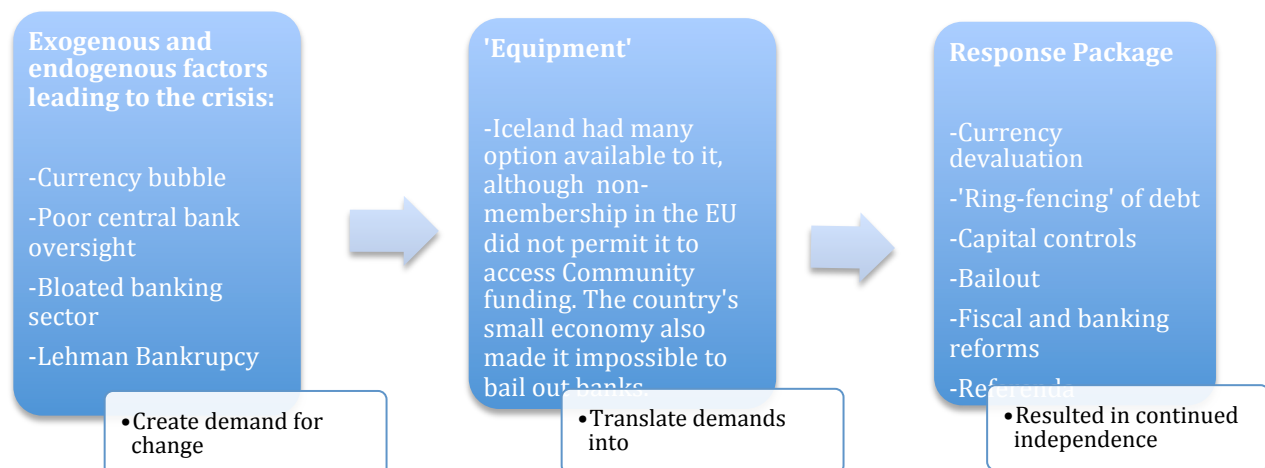 Exogenous and
endogenous factors
leading to the crisis:
-Currency bubble
-Poor central bank
oversight
-Bloated banking
sector
-Lehman Bankrupcy
•Create demand for
change
'Equipment'
-Iceland had many
option available to it,
although non-
membership in the EU
did not permit it to
access Community
funding. The country's
small economy also
made it impossible to
bail out banks.
•Translate demands
into
Response Package
-Currency
devaluation
-'Ring-fencing' of debt
-Capital controls
-Bailout
-Fiscal and banking
reforms
-Referenda
•Resulted in continued
independence